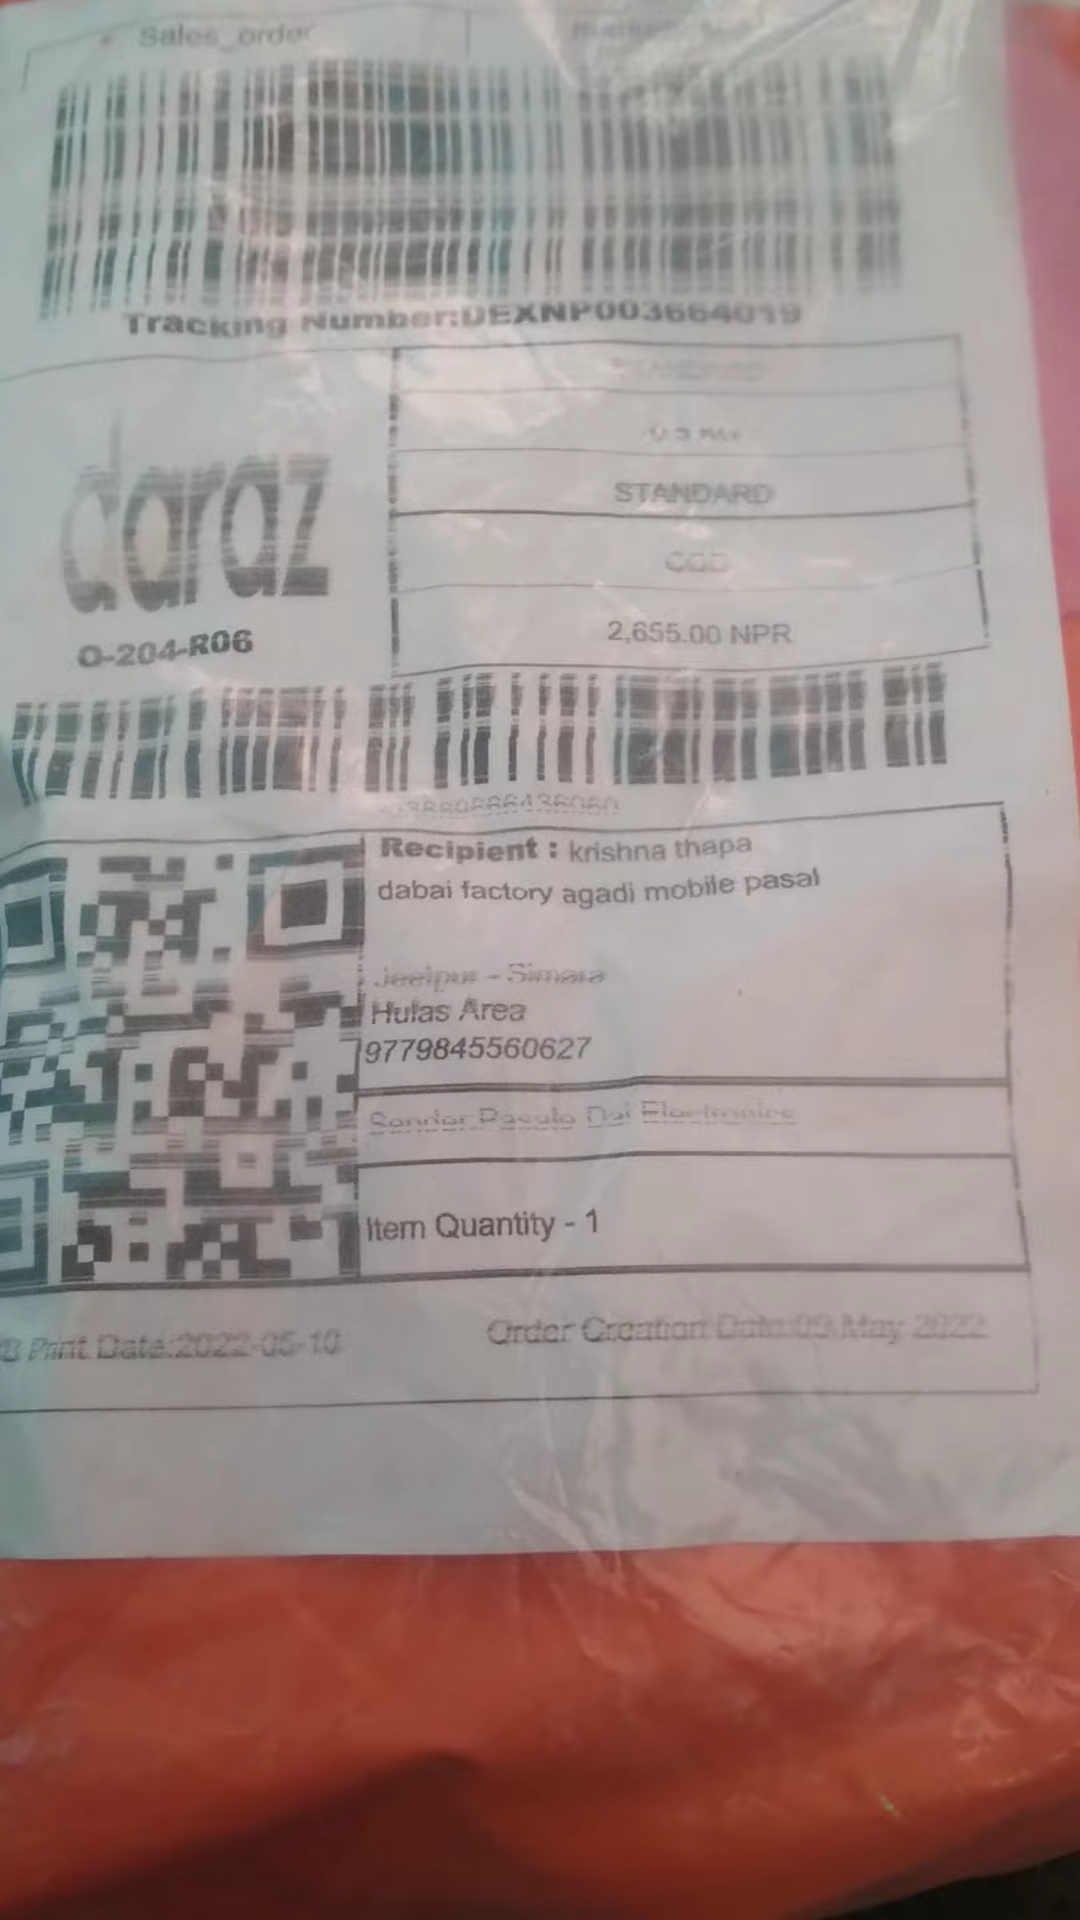 Sales_order
Tracking Number:DEXNP003664019
STANDARD
daraz
COD
O-204-R06
2,655.00 NPR
Recipient : krishna thapa
dabai factory agadi mobile pasal
Simara
Hulas Area
9779845560627
Item Quantity - 1
Print Date:2022-05-10
Order Creation Date:09 May 2022